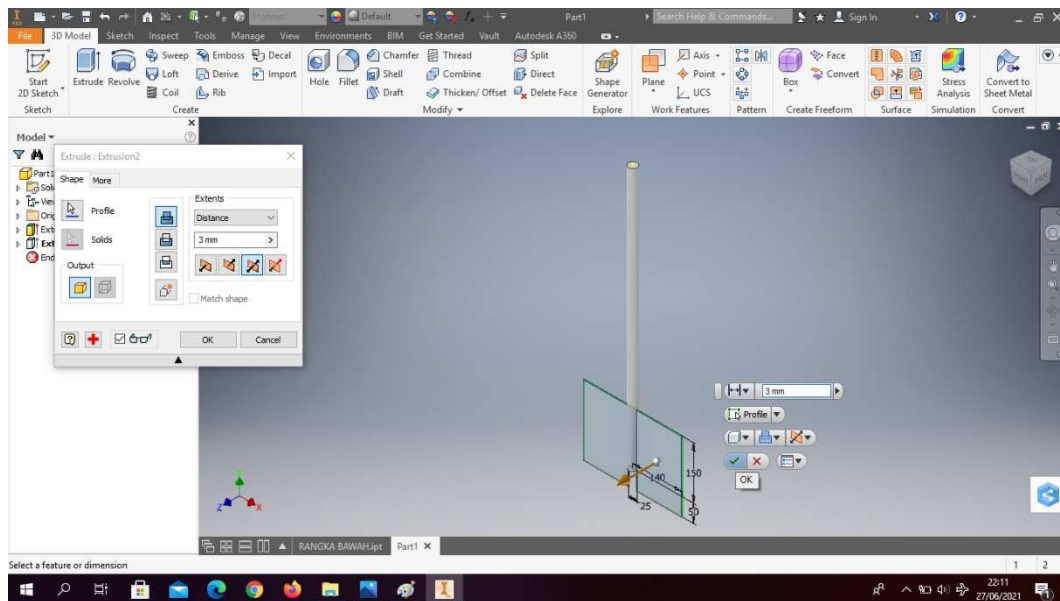 Material
Default
Part1
Search Help & Commands...
Sign In
File 3D Model Sketch Inspect Tools Manage View Environments BIM Get Started Vault Autodesk A360
Start
2D Sketch
Extrude Revolve
Sweep Emboss Decal
Loft Derive Import
Coil Rib
Hole Fillet
Chamfer Thread Split
Shell Combine Direct
Draft Thicken/ Offset Delete Face
Shape
Generator
Plane
Axis
Point
UCS
Box
Face
Convert
Stress
Analysis
Convert to
Sheet Metal
Sketch Create Modify Explore Work Features Pattern Create Freeform Surface Simulation Convert
Model
Extrude : Extrusion2
Shape More
Part1
Profile
Solids
Output
Extents
Distance
3 mm
Match shape
OK Cancel
3 mm
Profile
OK
140
150
25
50
Z X
RANGKA BAWAH.ipt Part1
Select a feature or dimension
1 2
22:11
27/06/2021